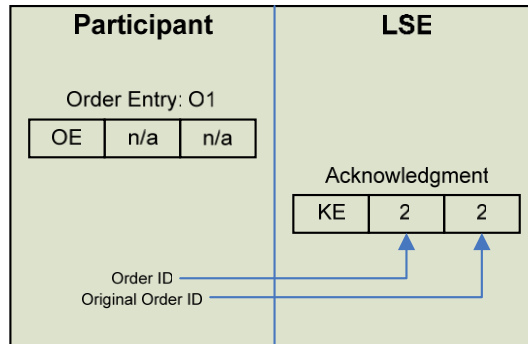 Participant
LSE
Order Entry: O1
OE n/a n/a
Acknowledgment
KE 2 2
Order ID
Original Order ID